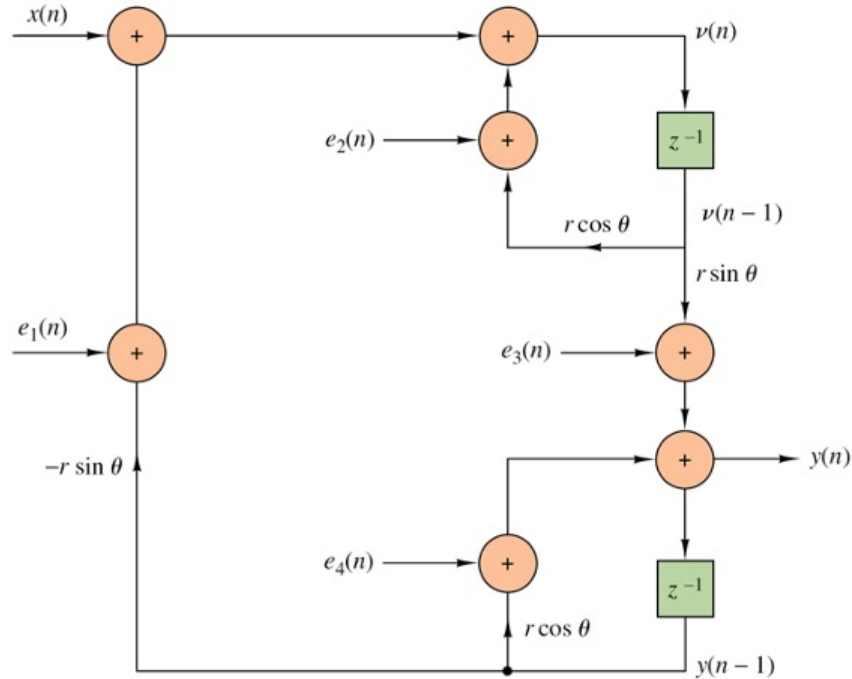 x(n)
+
+
ν(n)
e₂(n)
+
z⁻¹
r cos θ
ν(n − 1)
r sin θ
e₁(n)
+
e₃(n)
+
−r sin θ
+
y(n)
e₄(n)
+
z⁻¹
r cos θ
y(n − 1)